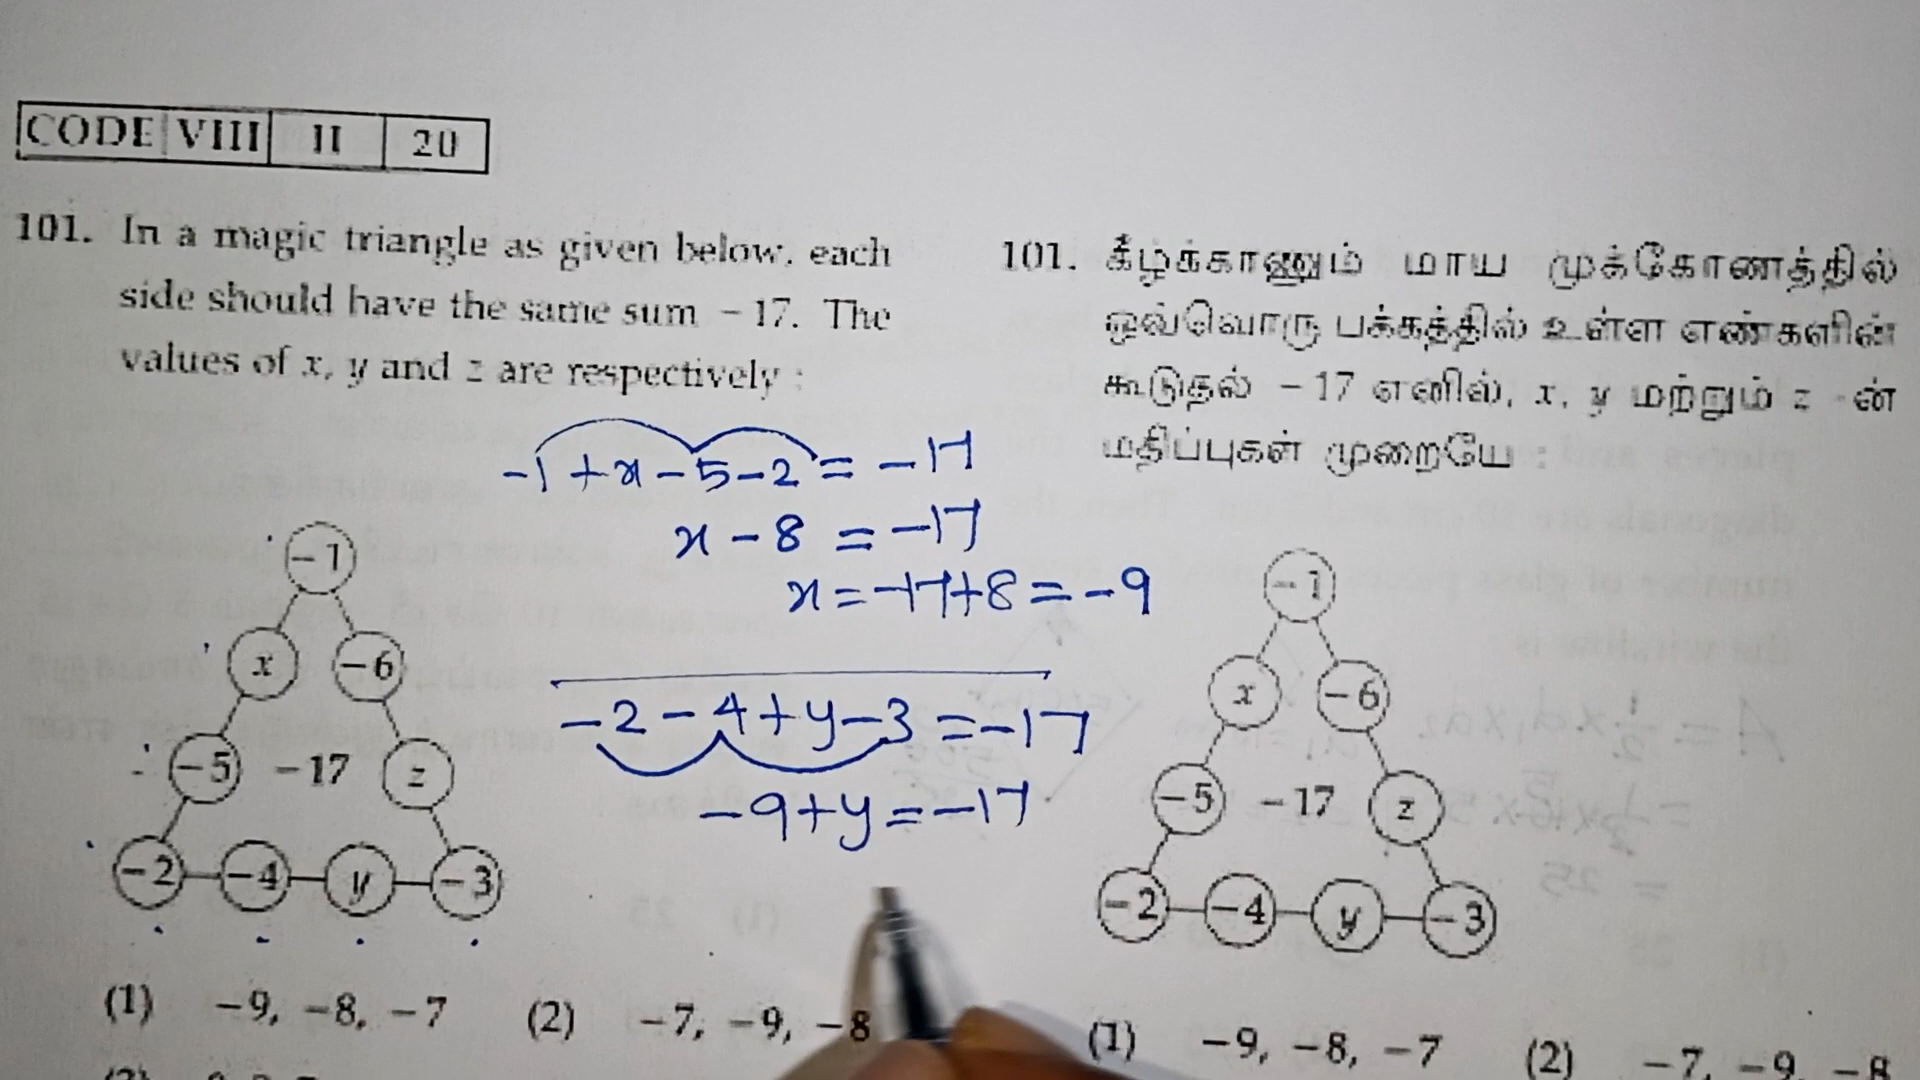 CODE VIII II 20
101. In a magic triangle as given below, each
side should have the same sum – 17. The
values of x, y and z are respectively :
-1 + x - 5 - 2 = -17
x - 8 = -17
x = -17 + 8 = -9
-2 - 4 + y - 3 = -17
-9 + y = -17
-1
x -6
-5 -17 z
-2 -4 y -3
(1) -9, -8, -7 (2) -7, -9, -8
101. கீழ்க்காணும் மாய முக்கோணத்தில்
ஒவ்வொரு பக்கத்தில் உள்ள எண்களின்
கூடுதல் – 17 எனில், x, y மற்றும் z -ன்
மதிப்புகள் முறையே :
-1
x -6
-5 -17 z
-2 -4 y -3
(1) -9, -8, -7 (2) -7, -9, -8